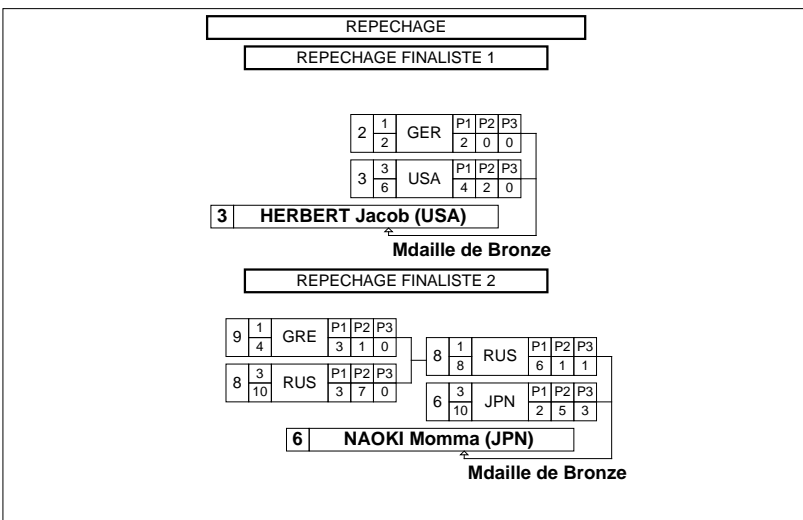 REPECHAGE
REPECHAGE FINALISTE 1
2 1 2 GER P1 P2 P3 2 0 0
3 3 6 USA P1 P2 P3 4 2 0
3 HERBERT Jacob (USA)
Mdaille de Bronze
REPECHAGE FINALISTE 2
9 1 4 GRE P1 P2 P3 3 1 0
8 3 10 RUS P1 P2 P3 3 7 0
8 1 8 RUS P1 P2 P3 6 1 1
6 3 10 JPN P1 P2 P3 2 5 3
6 NAOKI Momma (JPN)
Mdaille de Bronze